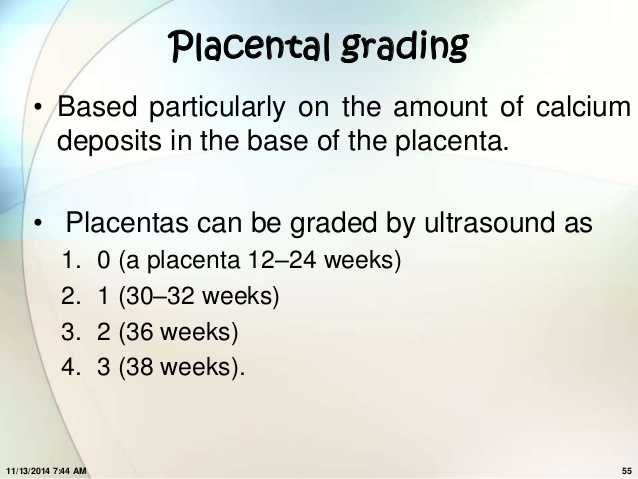 Placental grading
• Based particularly on the amount of calcium
deposits in the base of the placenta.
• Placentas can be graded by ultrasound as
1. 0 (a placenta 12–24 weeks)
2. 1 (30–32 weeks)
3. 2 (36 weeks)
4. 3 (38 weeks).
11/13/2014 7:44 AM
55